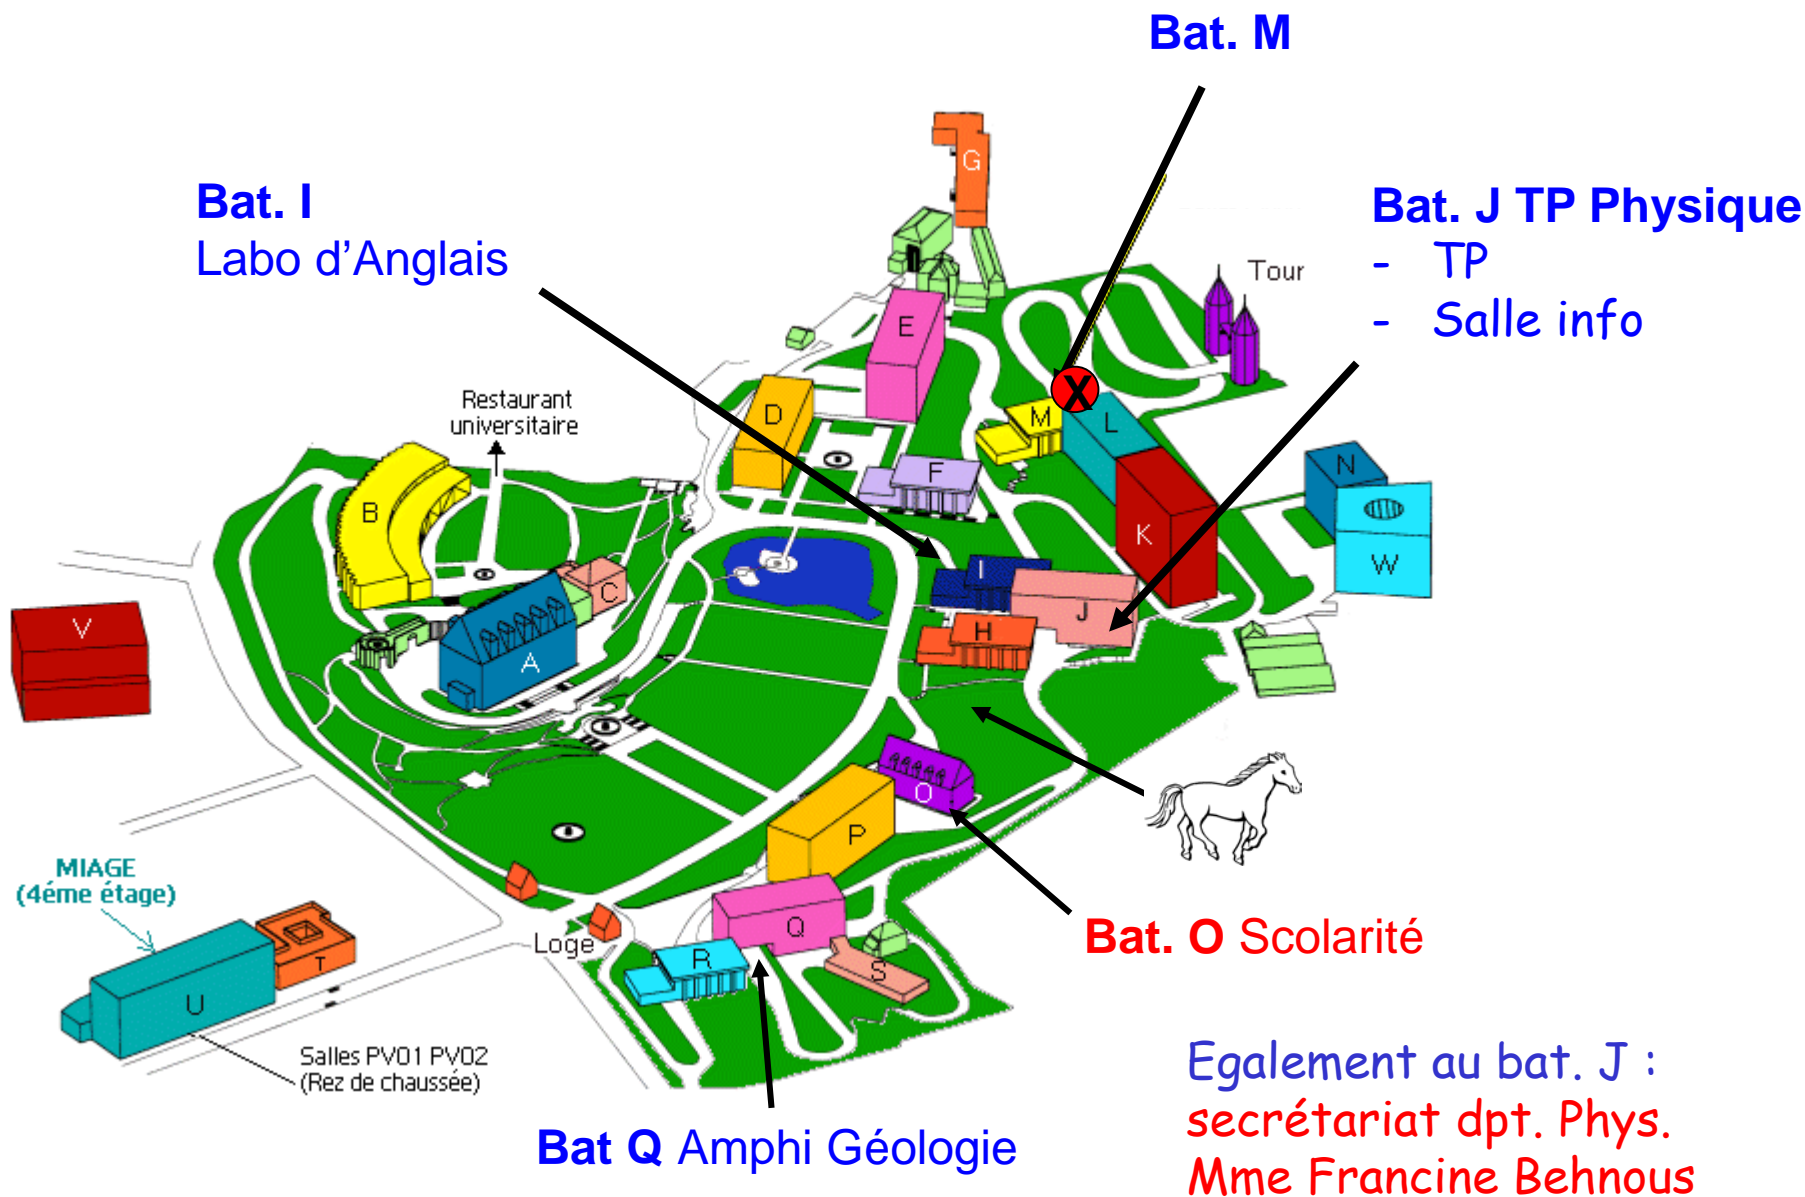 Bat. M
G
Bat. I
Labo d'Anglais
Bat. J TP Physique
- TP
- Salle info
Tour
E
X
Restaurant
universitaire
D
M
L
F
N
B
K
W
I
C
J
V
H
A
O
P
MIAGE
(4éme étage)
Q
Bat. O Scolarité
Loge
R
S
T
U
Salles PV01 PV02
(Rez de chaussée)
Egalement au bat. J :
secrétariat dpt. Phys.
Mme Francine Behnous
Bat Q Amphi Géologie